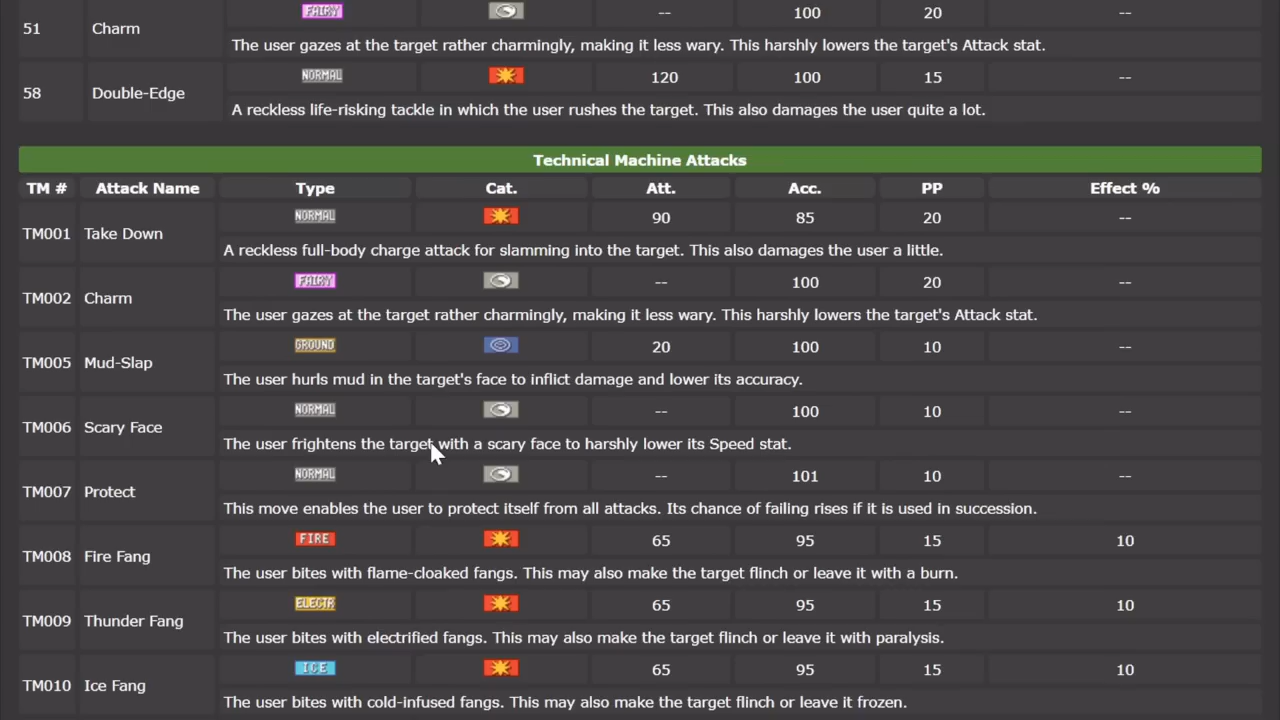 FAIRY -- 100 20 --
51 Charm
The user gazes at the target rather charmingly, making it less wary. This harshly lowers the target's Attack stat.
NORMAL 120 100 15 --
58 Double-Edge
A reckless life-risking tackle in which the user rushes the target. This also damages the user quite a lot.
Technical Machine Attacks
TM # Attack Name Type Cat. Att. Acc. PP Effect %
NORMAL 90 85 20 --
TM001 Take Down
A reckless full-body charge attack for slamming into the target. This also damages the user a little.
FAIRY -- 100 20 --
TM002 Charm
The user gazes at the target rather charmingly, making it less wary. This harshly lowers the target's Attack stat.
GROUND 20 100 10 --
TM005 Mud-Slap
The user hurls mud in the target's face to inflict damage and lower its accuracy.
NORMAL -- 100 10 --
TM006 Scary Face
The user frightens the target with a scary face to harshly lower its Speed stat.
NORMAL -- 101 10 --
TM007 Protect
This move enables the user to protect itself from all attacks. Its chance of failing rises if it is used in succession.
FIRE 65 95 15 10
TM008 Fire Fang
The user bites with flame-cloaked fangs. This may also make the target flinch or leave it with a burn.
ELECTR 65 95 15 10
TM009 Thunder Fang
The user bites with electrified fangs. This may also make the target flinch or leave it with paralysis.
ICE 65 95 15 10
TM010 Ice Fang
The user bites with cold-infused fangs. This may also make the target flinch or leave it frozen.